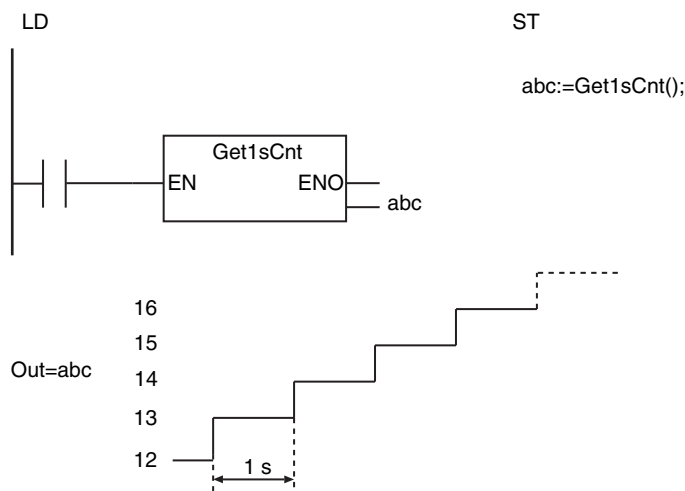 LD
ST
abc:=Get1sCnt();
Get1sCnt
EN
ENO
abc
16
15
Out=abc
14
13
12
1 s